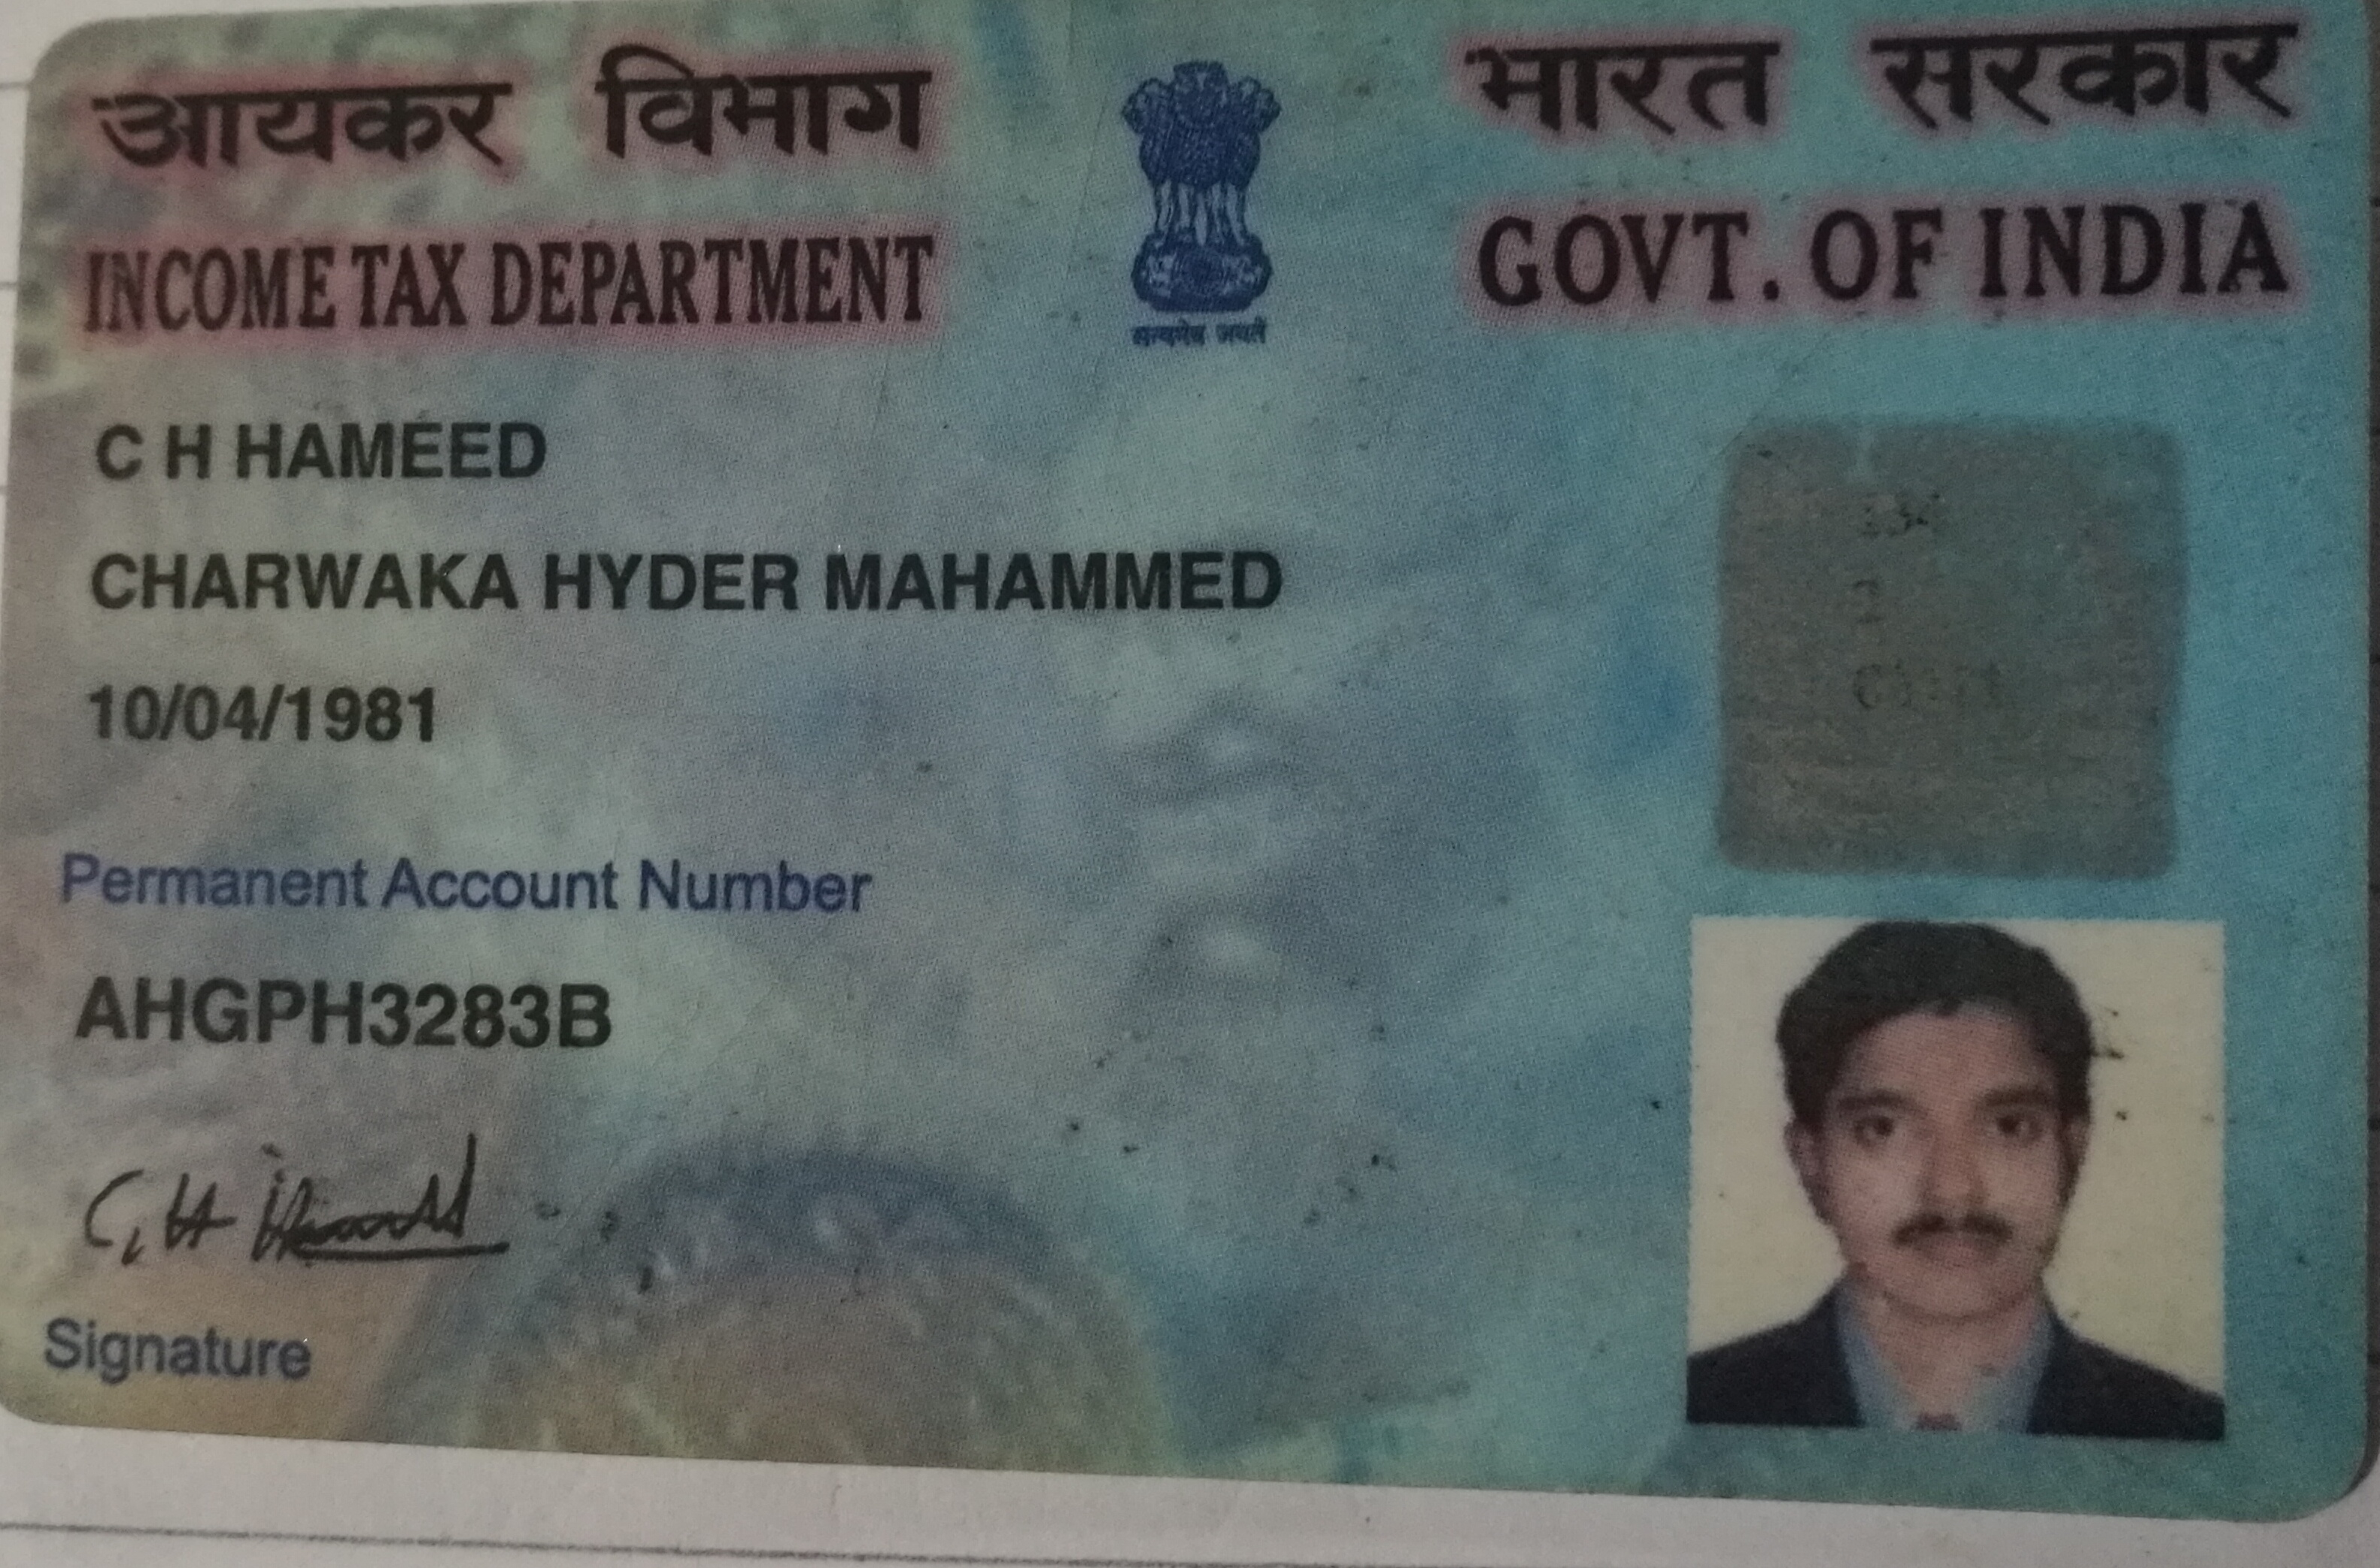 आयकर विभाग
भारत सरकार
INCOME TAX DEPARTMENT
GOVT. OF INDIA
सत्यमेव जयते
C H HAMEED
CHARWAKA HYDER MAHAMMED
10/04/1981
Permanent Account Number
AHGPH3283B
C, H Hameed
Signature